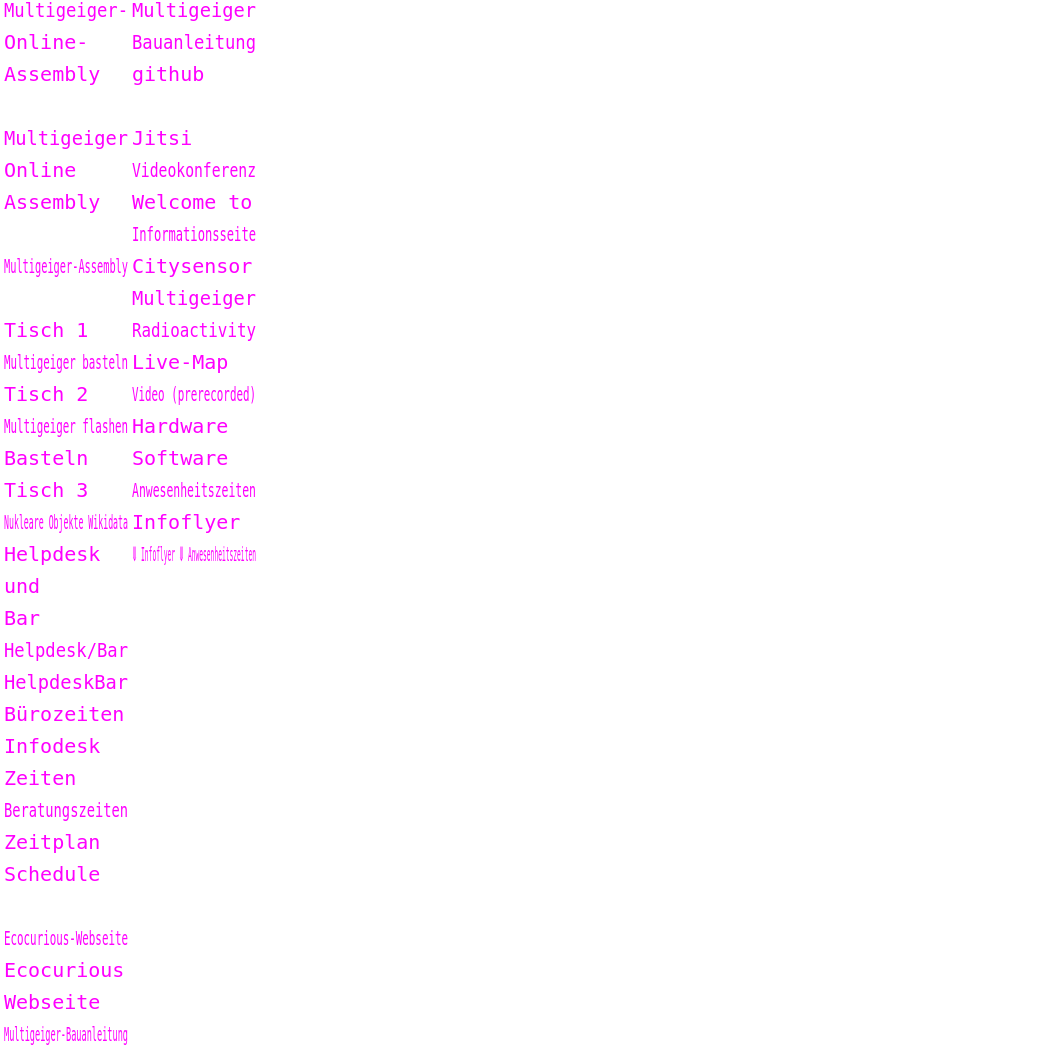 Multigeiger-
Online-
Assembly
Multigeiger
Online
Assembly
Multigeiger-Assembly
Tisch 1
Multigeiger basteln
Tisch 2
Multigeiger flashen
Basteln
Tisch 3
Nukleare Objekte Wikidata
Helpdesk
und
Bar
Helpdesk/Bar
HelpdeskBar
Bürozeiten
Infodesk
Zeiten
Beratungszeiten
Zeitplan
Schedule
Ecocurious-Webseite
Ecocurious
Webseite
Multigeiger-Bauanleitung
Multigeiger
Bauanleitung
github
Jitsi
Videokonferenz
Welcome to
Informationsseite
Citysensor
Multigeiger
Radioactivity
Live-Map
Video (prerecorded)
Hardware
Software
Anwesenheitszeiten
Infoflyer
Infoflyer Anwesenheitszeiten